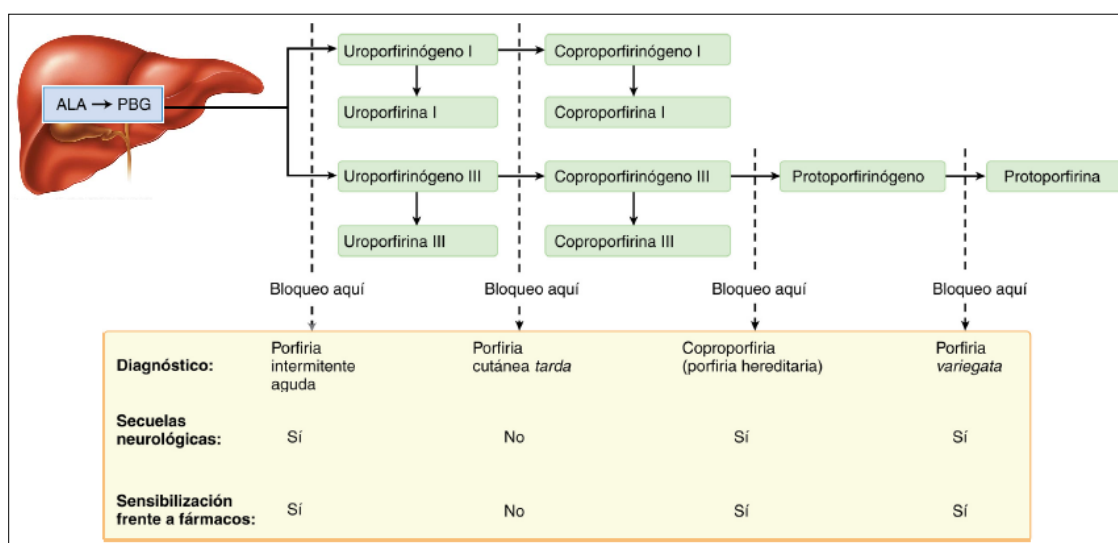 Uroporfirinógeno I
Coproporfirinógeno I
ALA → PBG
Uroporfirina I
Coproporfirina I
Uroporfirinógeno III
Coproporfirinógeno III
Protoporfirinógeno
Protoporfirina
Uroporfirina III
Coproporfirina III
Bloqueo aquí
Bloqueo aquí
Bloqueo aquí
Bloqueo aquí
Diagnóstico:
Porfiria
intermitente
aguda
Porfiria
cutánea tarda
Coproporfiria
(porfiria hereditaria)
Porfiria
variegata
Secuelas
neurológicas:
Sí
No
Sí
Sí
Sensibilización
frente a fármacos:
Sí
No
Sí
Sí